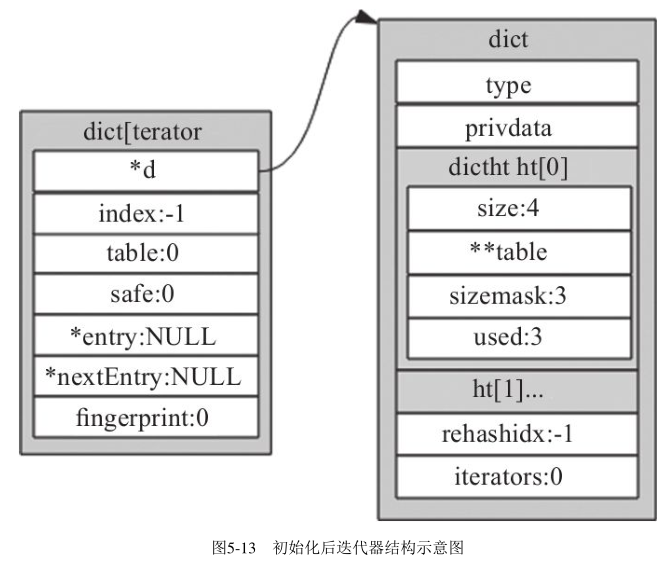 dict[terator
*d
index:-1
table:0
safe:0
*entry:NULL
*nextEntry:NULL
fingerprint:0
dict
type
privdata
dictht ht[0]
size:4
**table
sizemask:3
used:3
ht[1]...
rehashidx:-1
iterators:0
图5-13 初始化后迭代器结构示意图